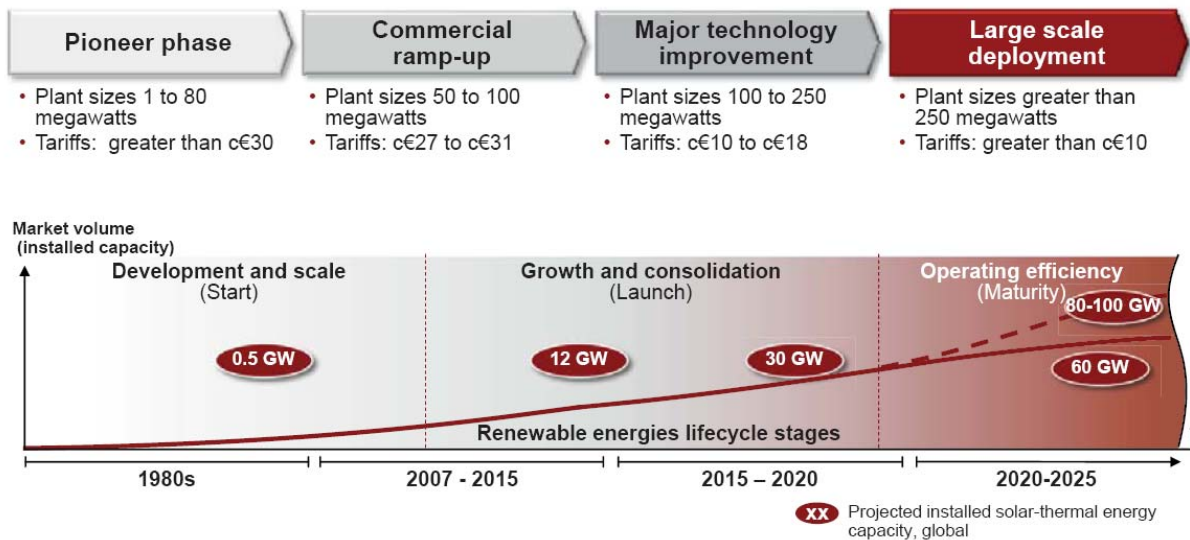 Pioneer phase
Commercial
ramp-up
Major technology
improvement
Large scale
deployment
• Plant sizes 1 to 80
megawatts
• Tariffs: greater than c€30
• Plant sizes 50 to 100
megawatts
• Tariffs: c€27 to c€31
• Plant sizes 100 to 250
megawatts
• Tariffs: c€10 to c€18
• Plant sizes greater than
250 megawatts
• Tariffs: greater than c€10
Market volume
(installed capacity)
Development and scale
(Start)
Growth and consolidation
(Launch)
Operating efficiency
(Maturity)
80-100 GW
0.5 GW
12 GW
30 GW
60 GW
Renewable energies lifecycle stages
1980s
2007 - 2015
2015 – 2020
2020-2025
XX Projected installed solar-thermal energy
capacity, global